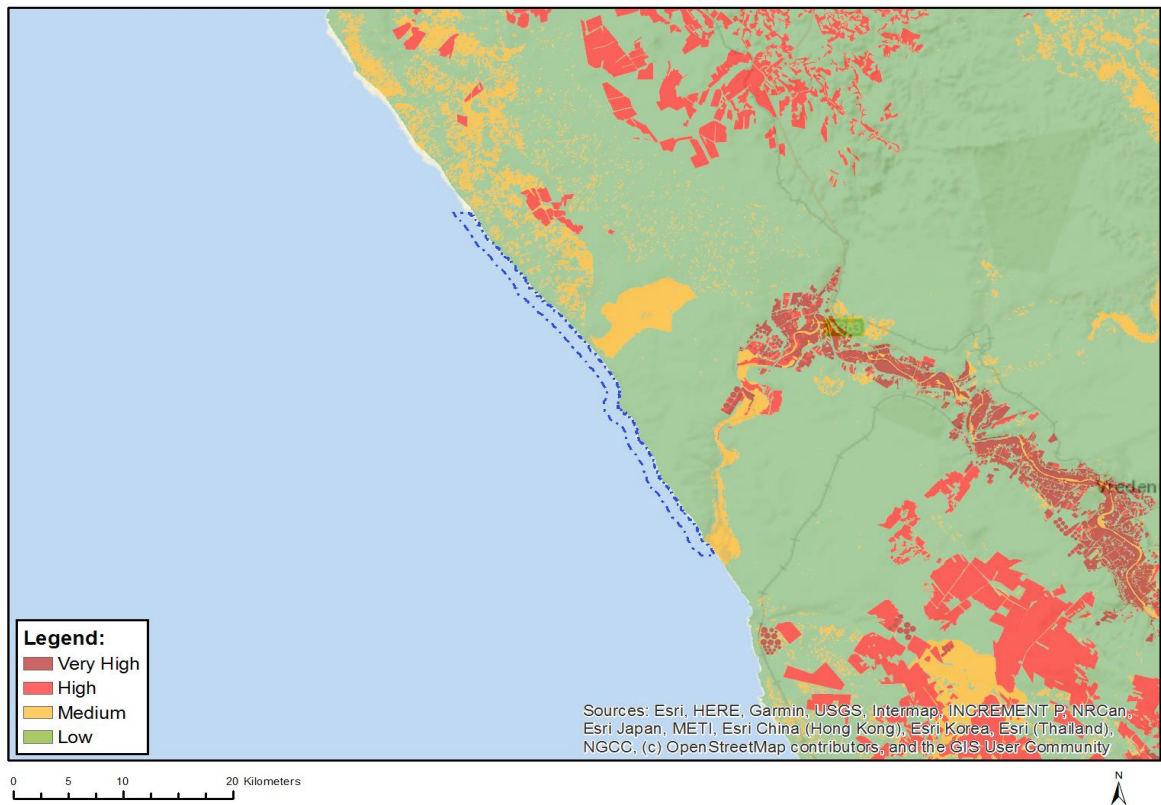 Vreden
Legend:
Very High
High
Medium
Low
Sources: Esri, HERE, Garmin, USGS, Intermap, INCREMENT P, NRCan,
Esri Japan, METI, Esri China (Hong Kong), Esri Korea, Esri (Thailand),
NGCC, (c) OpenStreetMap contributors, and the GIS User Community
0 5 10 20 Kilometers
N